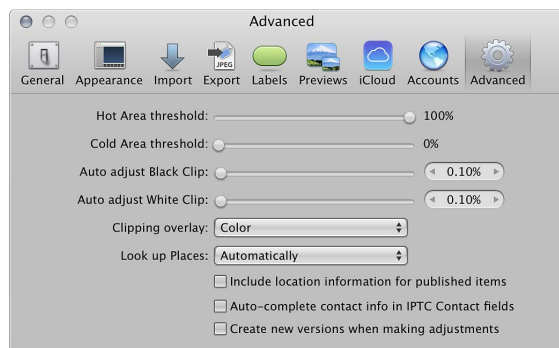 Advanced
JPEG
General Appearance Import Export Labels Previews iCloud Accounts Advanced
Hot Area threshold: 100%
Cold Area threshold: 0%
Auto adjust Black Clip: 0.10%
Auto adjust White Clip: 0.10%
Clipping overlay: Color
Look up Places: Automatically
Include location information for published items
Auto-complete contact info in IPTC Contact fields
Create new versions when making adjustments